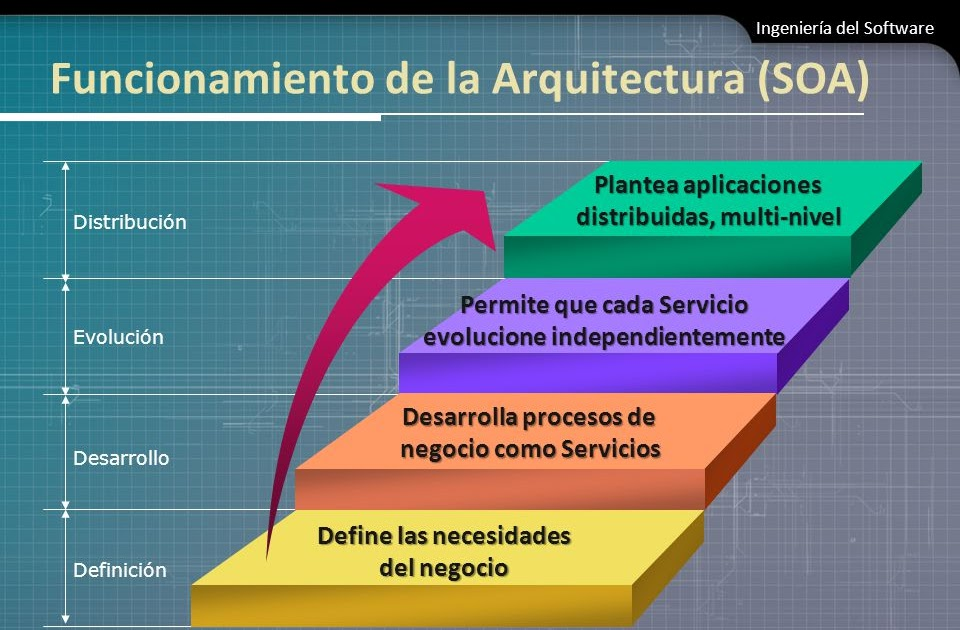 Ingeniería del Software
Funcionamiento de la Arquitectura (SOA)
Distribución
Plantea aplicaciones
distribuidas, multi-nivel
Evolución
Permite que cada Servicio
evolucione independientemente
Desarrollo
Desarrolla procesos de
negocio como Servicios
Definición
Define las necesidades
del negocio